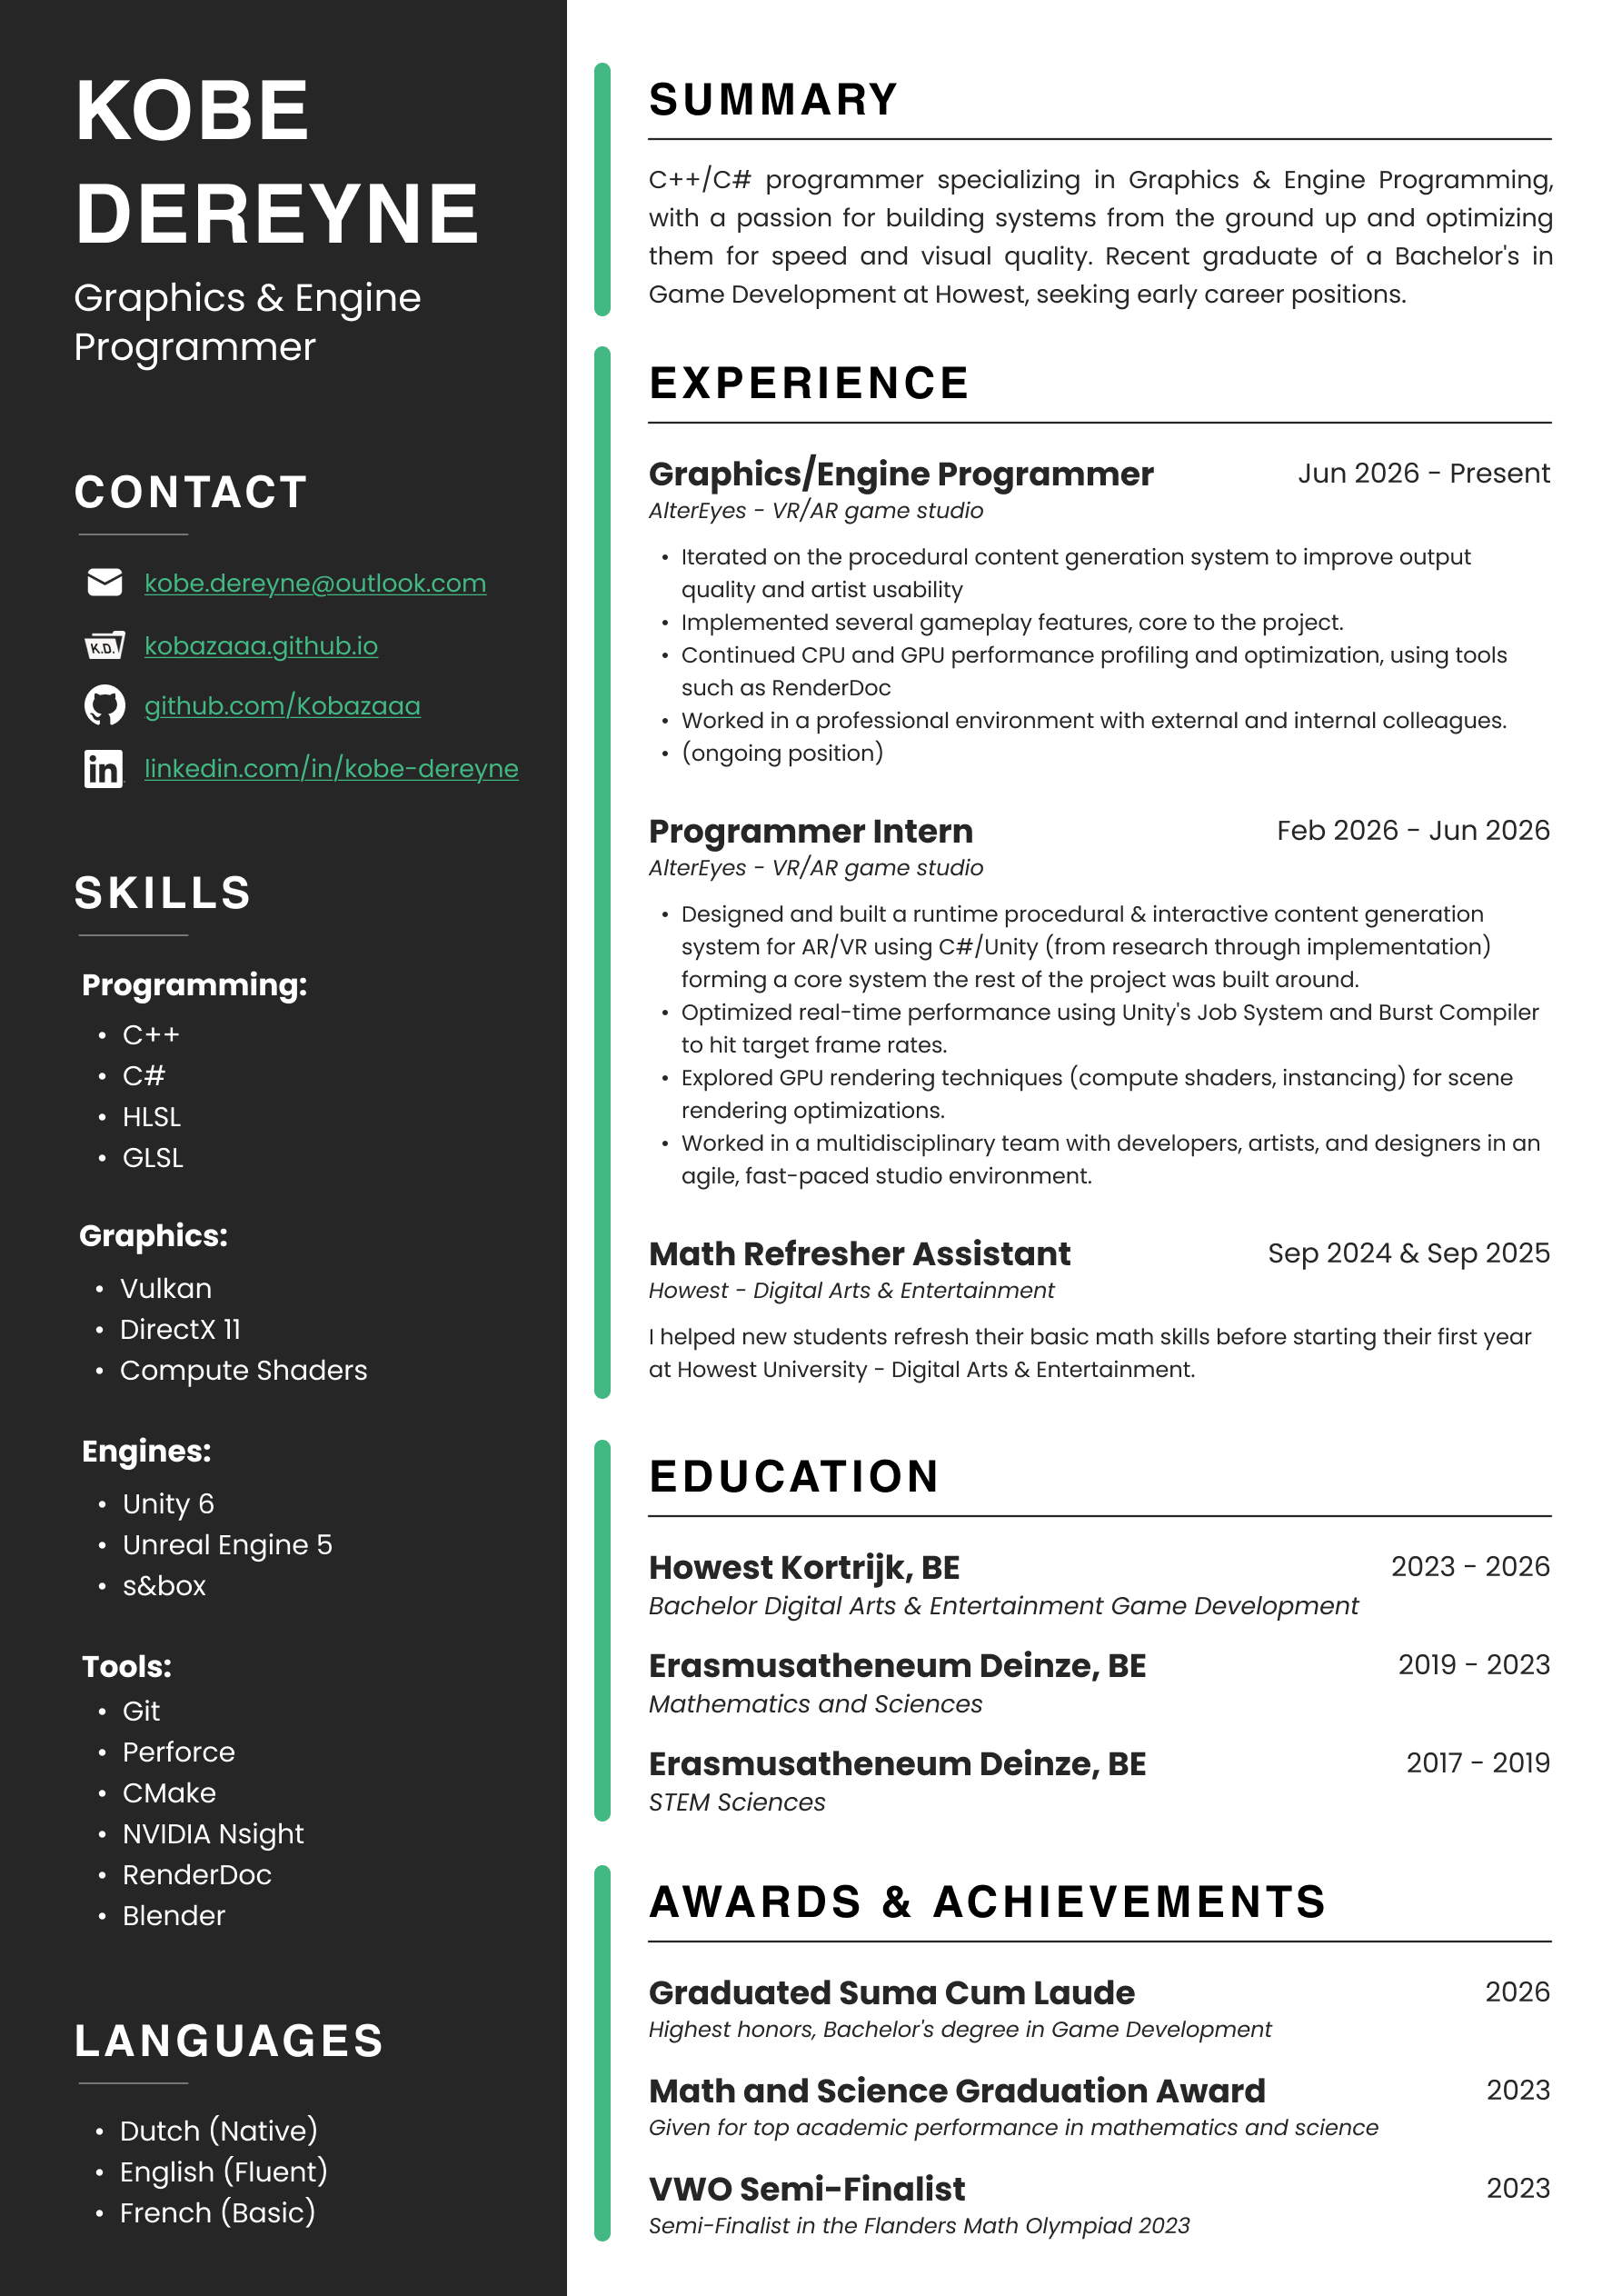 KOBE
DEREYNE
Graphics & Engine
Programmer
CONTACT
kobe.dereyne@outlook.com
K.D.
kobazaaa.github.io
github.com/Kobazaaa
in
linkedin.com/in/kobe-dereyne
SKILLS
Programming:
• C++
• C#
• HLSL
• GLSL
Graphics:
• Vulkan
• DirectX 11
• Compute Shaders
Engines:
• Unity 6
• Unreal Engine 5
• s&box
Tools:
• Git
• Perforce
• CMake
• NVIDIA Nsight
• RenderDoc
• Blender
LANGUAGES
• Dutch (Native)
• English (Fluent)
• French (Basic)
SUMMARY
C++/C# programmer specializing in Graphics & Engine Programming,
with a passion for building systems from the ground up and optimizing
them for speed and visual quality. Recent graduate of a Bachelor's in
Game Development at Howest, seeking early career positions.
EXPERIENCE
Graphics/Engine Programmer Jun 2026 - Present
AlterEyes - VR/AR game studio
• Iterated on the procedural content generation system to improve output
quality and artist usability
• Implemented several gameplay features, core to the project.
• Continued CPU and GPU performance profiling and optimization, using tools
such as RenderDoc
• Worked in a professional environment with external and internal colleagues.
• (ongoing position)
Programmer Intern Feb 2026 - Jun 2026
AlterEyes - VR/AR game studio
• Designed and built a runtime procedural & interactive content generation
system for AR/VR using C#/Unity (from research through implementation)
forming a core system the rest of the project was built around.
• Optimized real-time performance using Unity's Job System and Burst Compiler
to hit target frame rates.
• Explored GPU rendering techniques (compute shaders, instancing) for scene
rendering optimizations.
• Worked in a multidisciplinary team with developers, artists, and designers in an
agile, fast-paced studio environment.
Math Refresher Assistant Sep 2024 & Sep 2025
Howest - Digital Arts & Entertainment
I helped new students refresh their basic math skills before starting their first year
at Howest University - Digital Arts & Entertainment.
EDUCATION
Howest Kortrijk, BE 2023 - 2026
Bachelor Digital Arts & Entertainment Game Development
Erasmusatheneum Deinze, BE 2019 - 2023
Mathematics and Sciences
Erasmusatheneum Deinze, BE 2017 - 2019
STEM Sciences
AWARDS & ACHIEVEMENTS
Graduated Suma Cum Laude 2026
Highest honors, Bachelor's degree in Game Development
Math and Science Graduation Award 2023
Given for top academic performance in mathematics and science
VWO Semi-Finalist 2023
Semi-Finalist in the Flanders Math Olympiad 2023